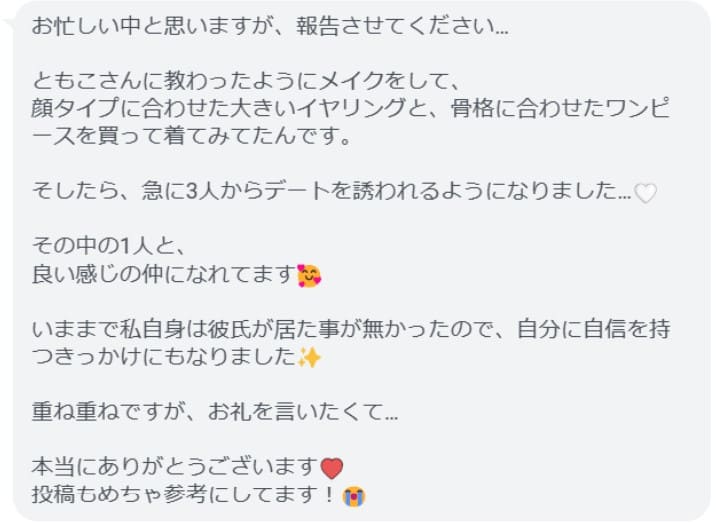 お忙しい中と思いますが、報告させてください…
ともこさんに教わったようにメイクをして、
顔タイプに合わせた大きいイヤリングと、骨格に合わせたワンピ
ースを買って着てみてたんです。
そしたら、急に3人からデートを誘われるようになりました…🤍
その中の1人と、
良い感じの仲になれてます🥰
いままで私自身は彼氏が居た事が無かったので、自分に自信を持
つきっかけにもなりました✨
重ね重ねですが、お礼を言いたくて…
本当にありがとうございます❤️
投稿もめちゃ参考にしてます！😭